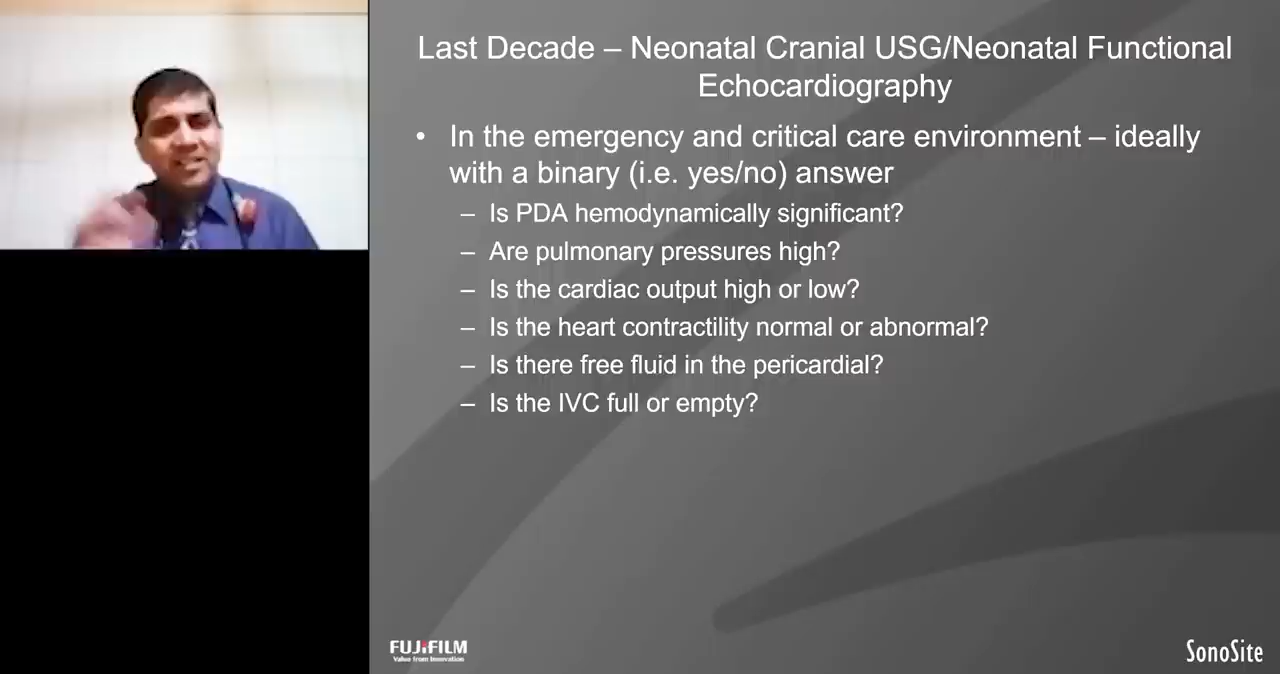 Last Decade – Neonatal Cranial USG/Neonatal Functional
Echocardiography
• In the emergency and critical care environment – ideally
with a binary (i.e. yes/no) answer
– Is PDA hemodynamically significant?
– Are pulmonary pressures high?
– Is the cardiac output high or low?
– Is the heart contractility normal or abnormal?
– Is there free fluid in the pericardial?
– Is the IVC full or empty?
FUJIFILM
Value from Innovation
SonoSite